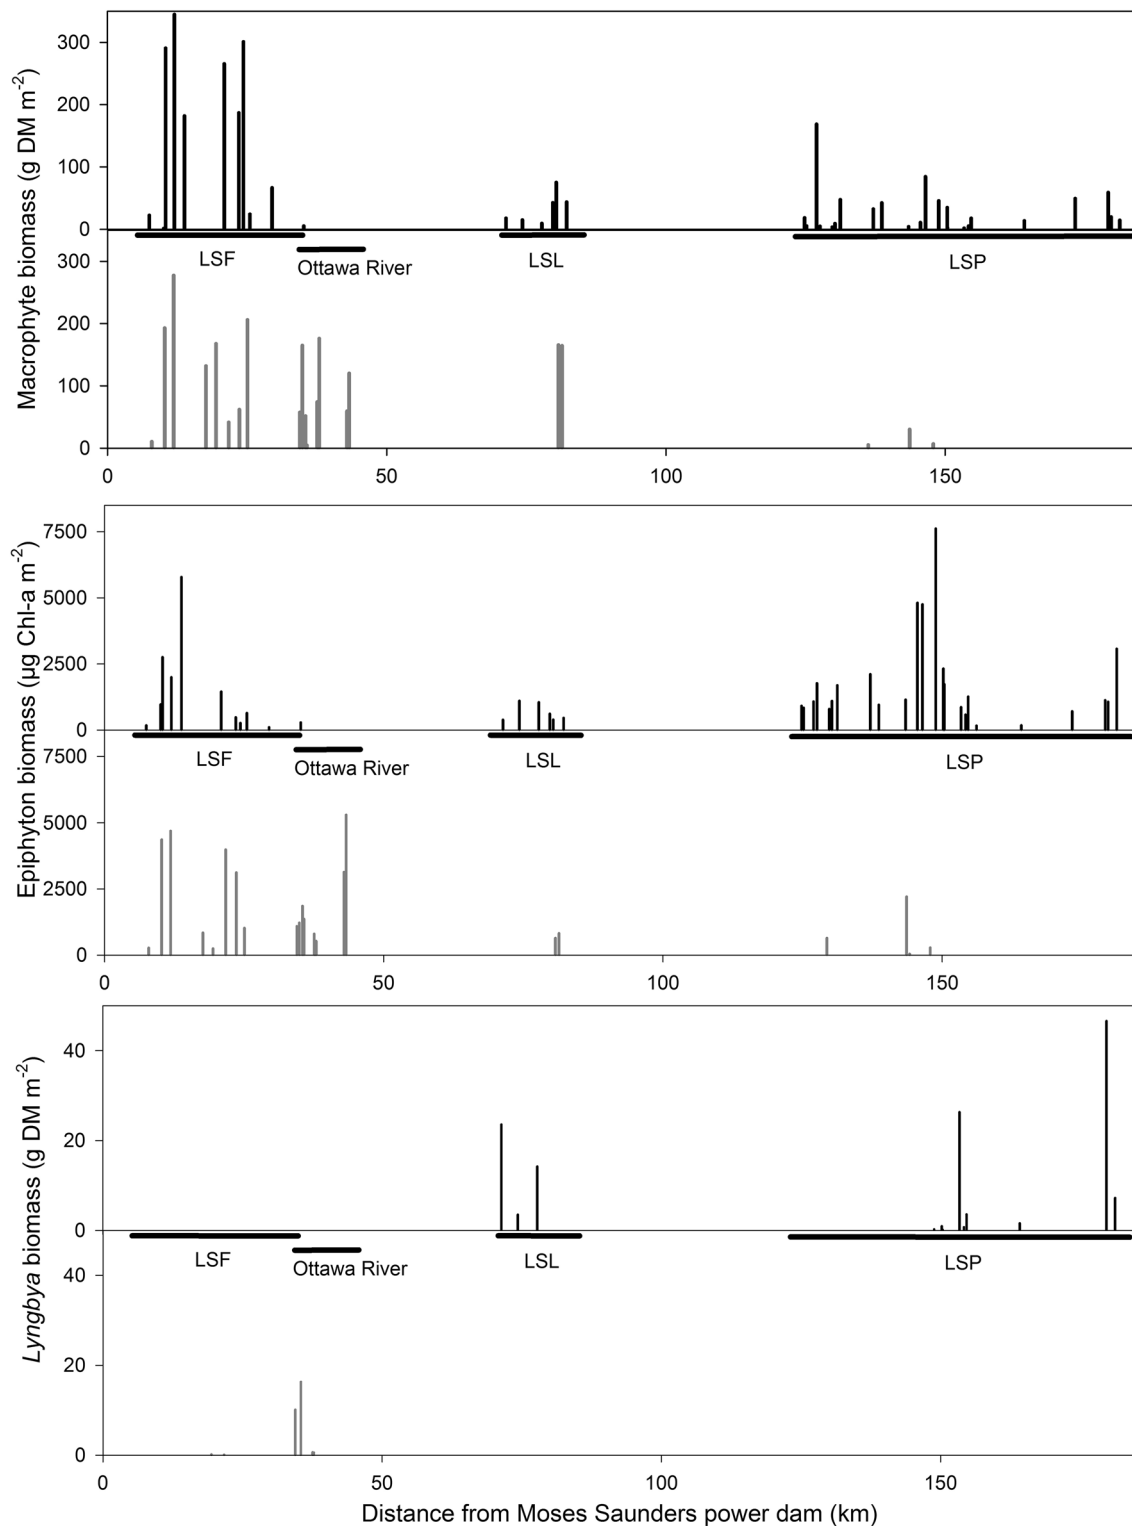 Macrophyte biomass (g DM m-2)
300
200
100
0
LSF
Ottawa River
LSL
LSP
300
200
100
0
0
50
100
150
Epiphyton biomass (µg Chl-a m-2)
7500
5000
2500
0
LSF
Ottawa River
LSL
LSP
7500
5000
2500
0
0
50
100
150
Lyngbya biomass (g DM m-2)
40
20
0
LSF
Ottawa River
LSL
LSP
40
20
0
0
50
100
150
Distance from Moses Saunders power dam (km)